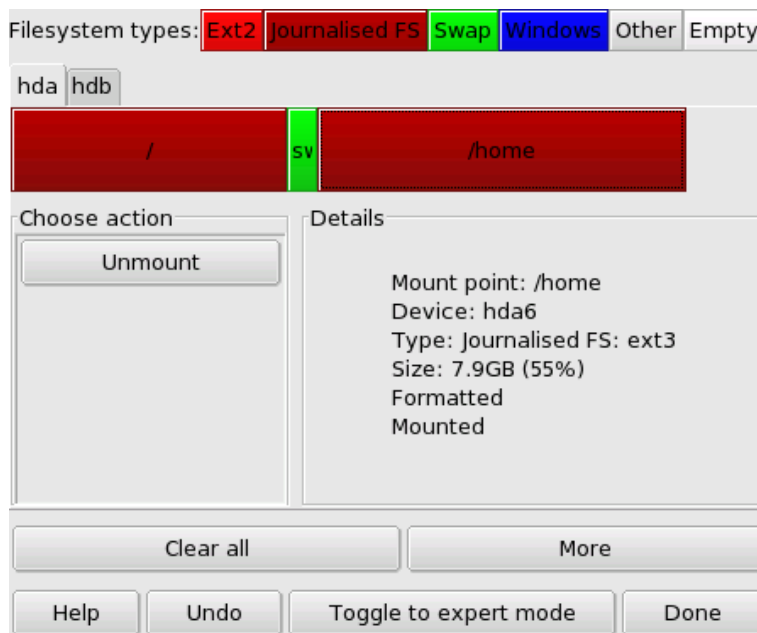 Filesystem types: Ext2 Journalised FS Swap Windows Other Empty
hda hdb
/ sw /home
Choose action
Details
Unmount
Mount point: /home
Device: hda6
Type: Journalised FS: ext3
Size: 7.9GB (55%)
Formatted
Mounted
Clear all More
Help Undo Toggle to expert mode Done